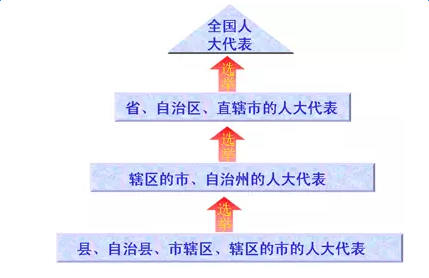 全国人
大代表
选举
省、自治区、直辖市的人大代表
选举
辖区的市、自治州的人大代表
选举
县、自治县、市辖区、辖区的市的人大代表